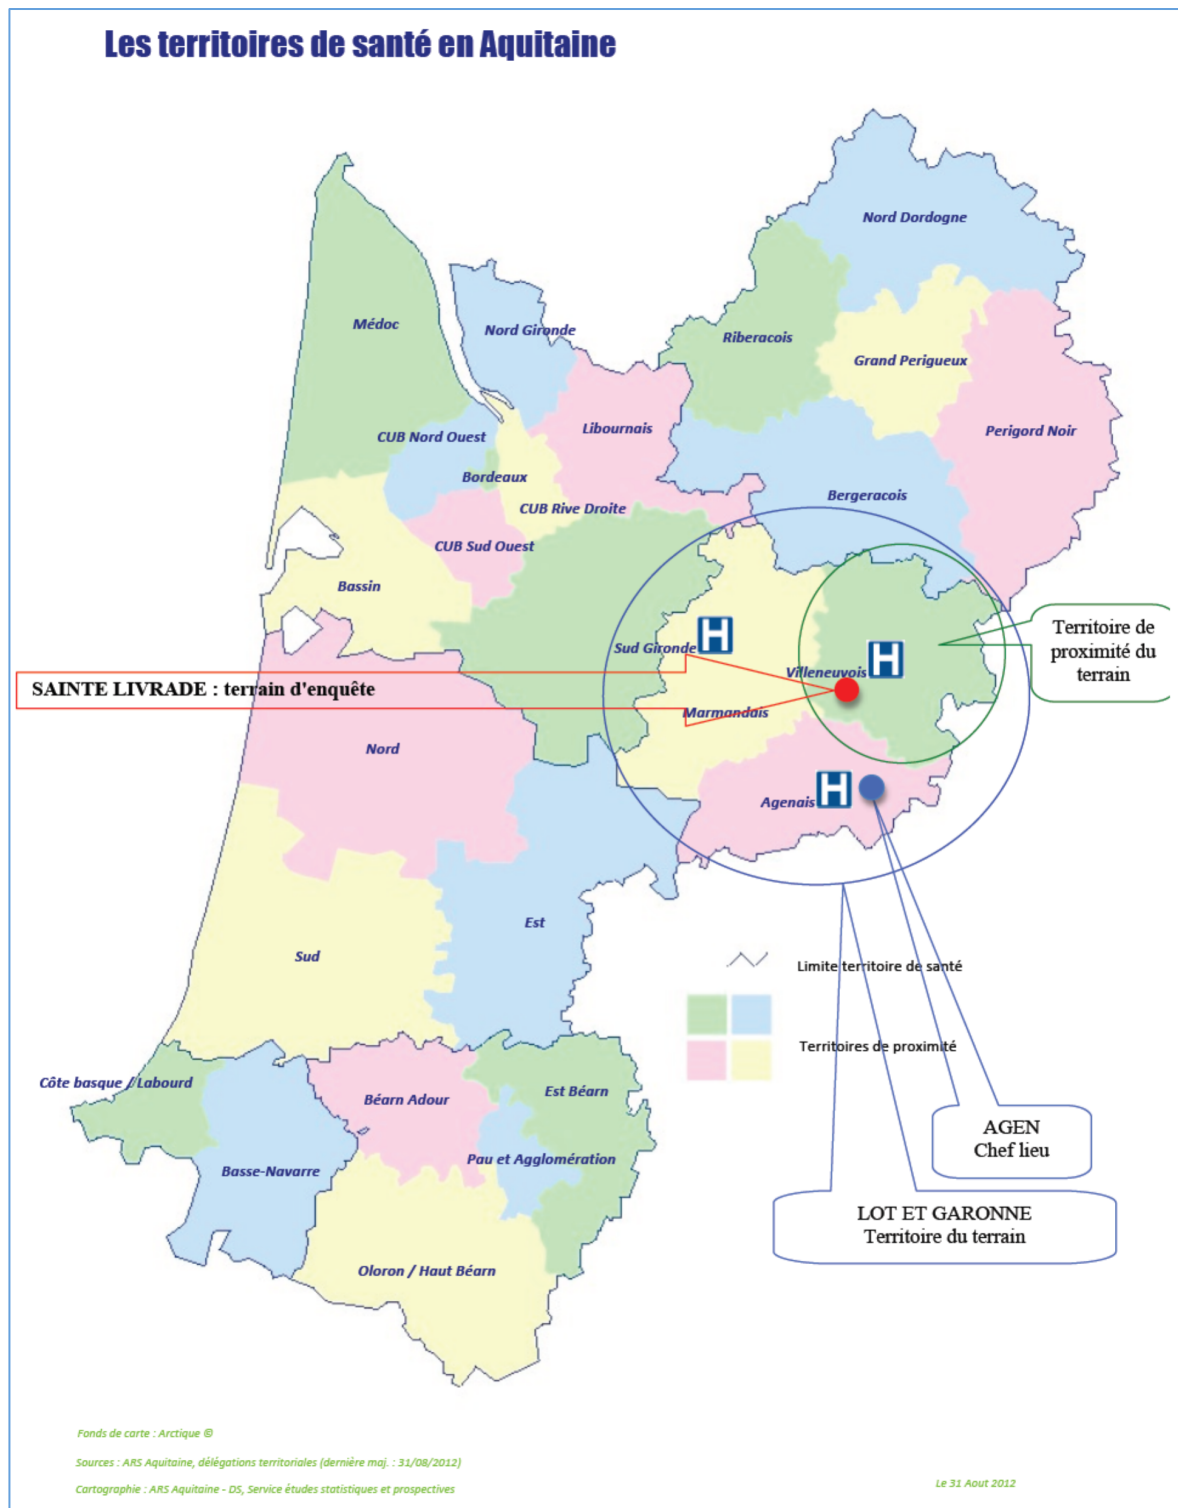 Les territoires de santé en Aquitaine
Nord Dordogne
Médoc
Nord Gironde
Riberacois
Grand Perigueux
Libournais
Perigord Noir
CUB Nord Ouest
Bordeaux
Bergeracois
CUB Rive Droite
CUB Sud Ouest
Bassin
Territoire de
proximité du
terrain
H
Sud Gironde
H
Villeneuvois
SAINTE LIVRADE : terrain d'enquête
Marmandais
Nord
H
Agenais
Est
Sud
Limite territoire de santé
Territoires de proximité
Côte basque / Labourd
Est Béarn
Béarn Adour
AGEN
Chef lieu
Pau et Agglomération
Basse-Navarre
LOT ET GARONNE
Territoire du terrain
Oloron / Haut Béarn
Fonds de carte : Arctique ©
Sources : ARS Aquitaine, délégations territoriales (dernière maj. : 31/08/2012)
Cartographie : ARS Aquitaine - DS, Service études statistiques et prospectives
Le 31 Aout 2012